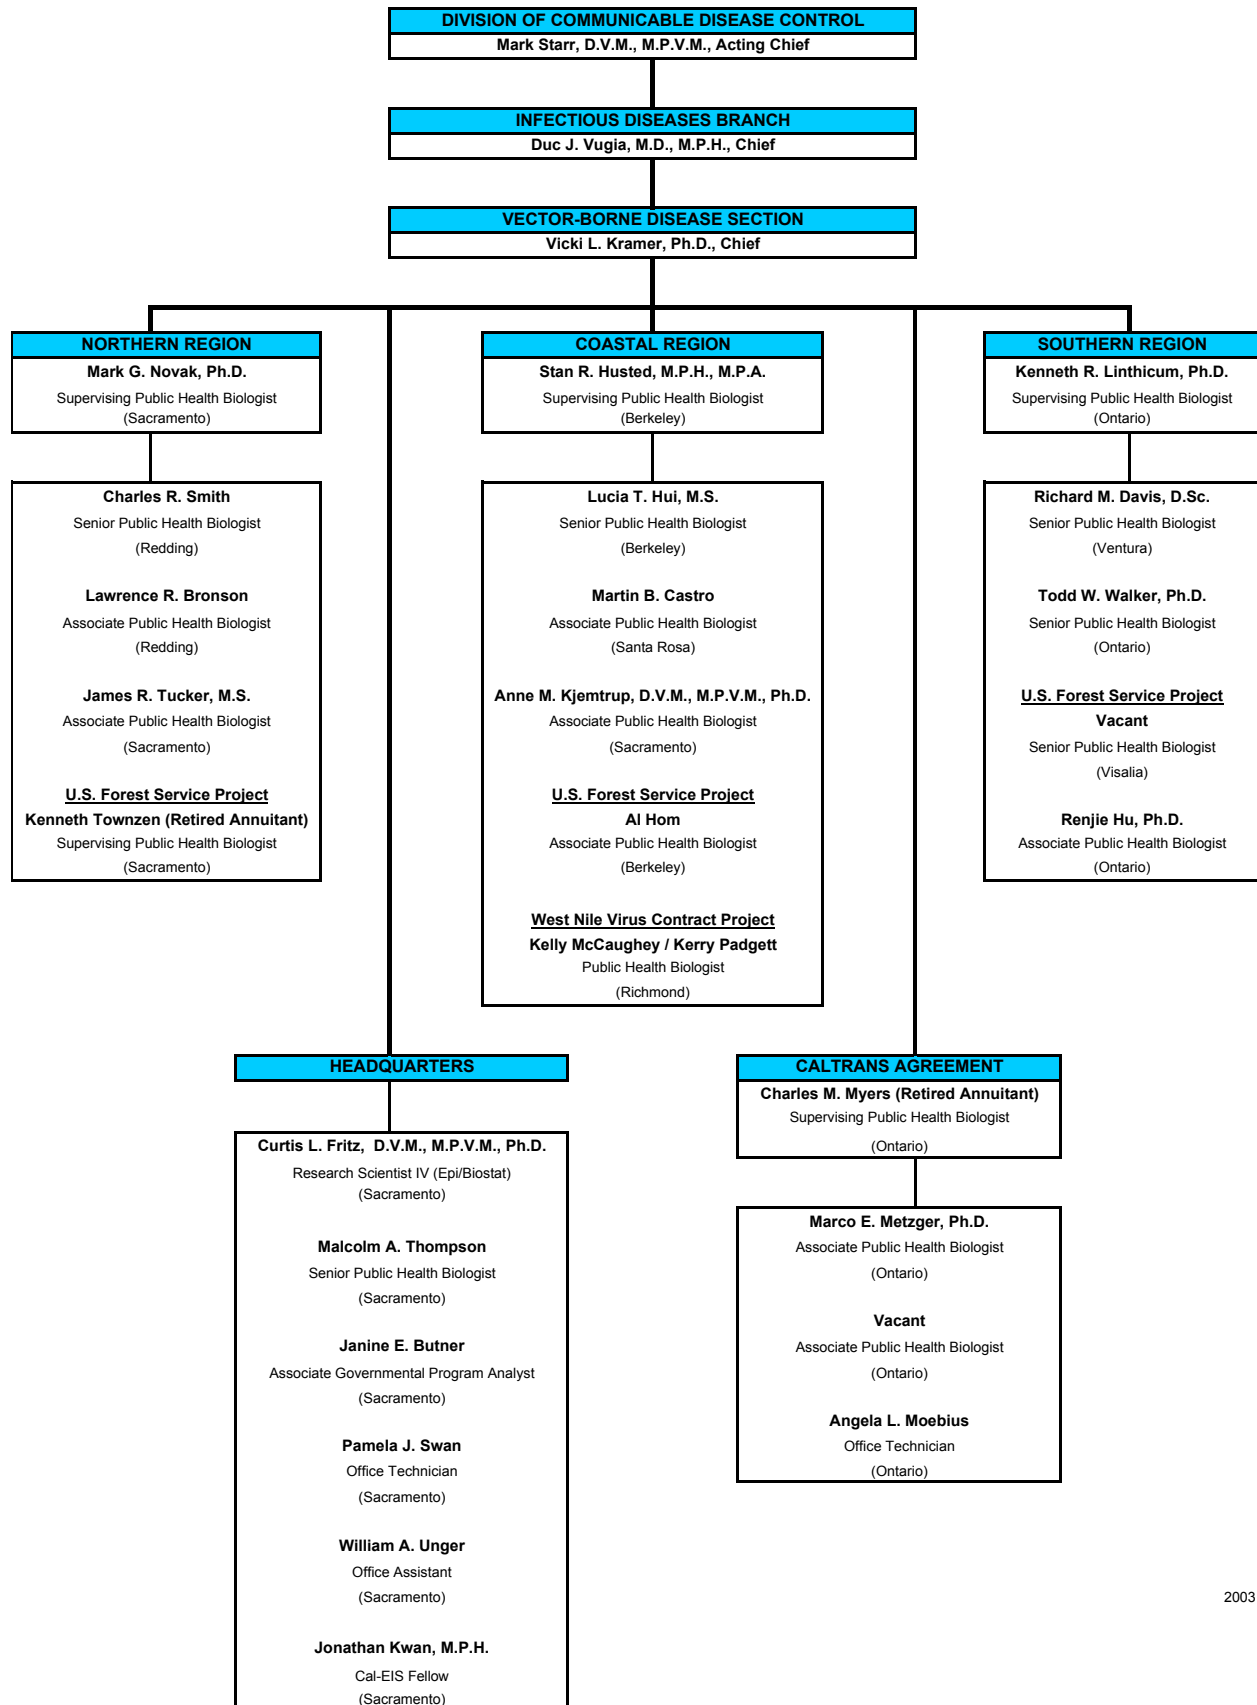 DIVISION OF COMMUNICABLE DISEASE CONTROL
Mark Starr, D.V.M., M.P.V.M., Acting Chief
INFECTIOUS DISEASES BRANCH
Duc J. Vugia, M.D., M.P.H., Chief
VECTOR-BORNE DISEASE SECTION
Vicki L. Kramer, Ph.D., Chief
NORTHERN REGION
Mark G. Novak, Ph.D.
Supervising Public Health Biologist
(Sacramento)
Charles R. Smith
Senior Public Health Biologist
(Redding)
Lawrence R. Bronson
Associate Public Health Biologist
(Redding)
James R. Tucker, M.S.
Associate Public Health Biologist
(Sacramento)
U.S. Forest Service Project
Kenneth Townzen (Retired Annuitant)
Supervising Public Health Biologist
(Sacramento)
COASTAL REGION
Stan R. Husted, M.P.H., M.P.A.
Supervising Public Health Biologist
(Berkeley)
Lucia T. Hui, M.S.
Senior Public Health Biologist
(Berkeley)
Martin B. Castro
Associate Public Health Biologist
(Santa Rosa)
Anne M. Kjemtrup, D.V.M., M.P.V.M., Ph.D.
Associate Public Health Biologist
(Sacramento)
U.S. Forest Service Project
Al Hom
Associate Public Health Biologist
(Berkeley)
West Nile Virus Contract Project
Kelly McCaughey / Kerry Padgett
Public Health Biologist
(Richmond)
SOUTHERN REGION
Kenneth R. Linthicum, Ph.D.
Supervising Public Health Biologist
(Ontario)
Richard M. Davis, D.Sc.
Senior Public Health Biologist
(Ventura)
Todd W. Walker, Ph.D.
Senior Public Health Biologist
(Ontario)
U.S. Forest Service Project
Vacant
Senior Public Health Biologist
(Visalia)
Renjie Hu, Ph.D.
Associate Public Health Biologist
(Ontario)
HEADQUARTERS
Curtis L. Fritz, D.V.M., M.P.V.M., Ph.D.
Research Scientist IV (Epi/Biostat)
(Sacramento)
Malcolm A. Thompson
Senior Public Health Biologist
(Sacramento)
Janine E. Butner
Associate Governmental Program Analyst
(Sacramento)
Pamela J. Swan
Office Technician
(Sacramento)
William A. Unger
Office Assistant
(Sacramento)
Jonathan Kwan, M.P.H.
Cal-EIS Fellow
(Sacramento)
CALTRANS AGREEMENT
Charles M. Myers (Retired Annuitant)
Supervising Public Health Biologist
(Ontario)
Marco E. Metzger, Ph.D.
Associate Public Health Biologist
(Ontario)
Vacant
Associate Public Health Biologist
(Ontario)
Angela L. Moebius
Office Technician
(Ontario)
2003